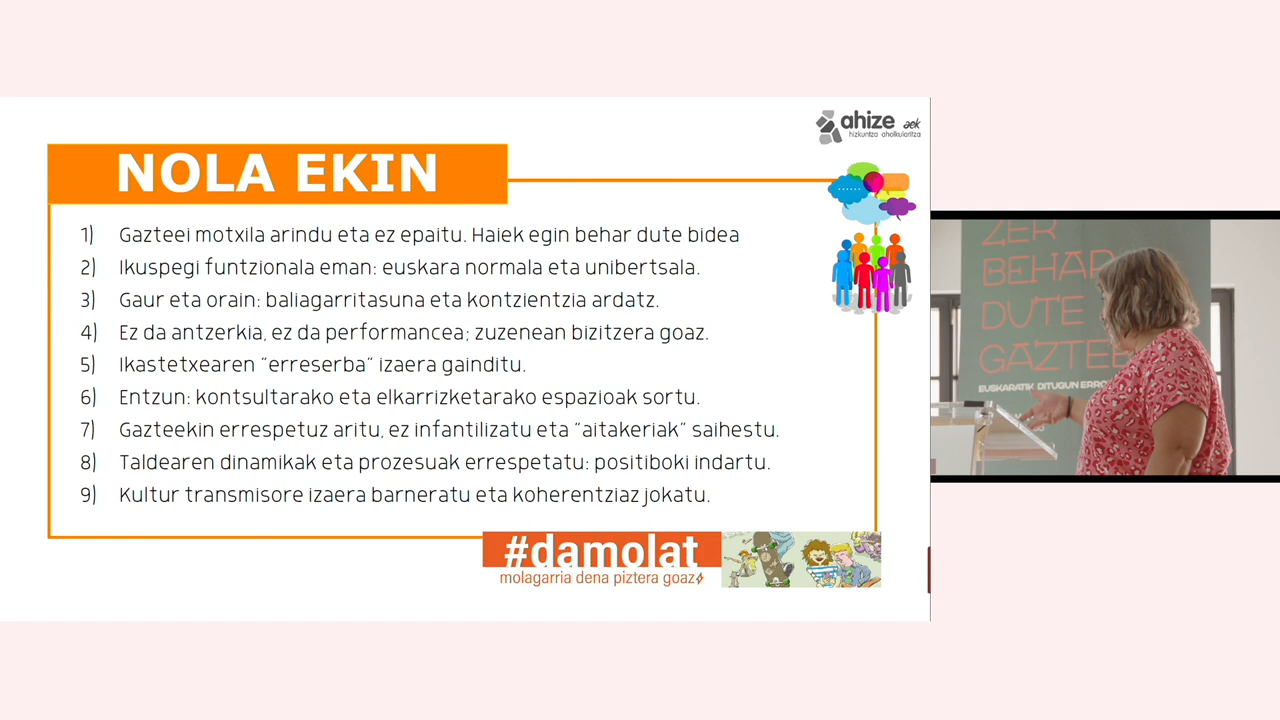 ahize aek
hizkuntza aholkularitza
NOLA EKIN
1) Gazteei motxila arindu eta ez epaitu. Haiek egin behar dute bidea
2) Ikuspegi funtzionala eman: euskara normala eta unibertsala.
3) Gaur eta orain: baliagarritasuna eta kontzientzia ardatz.
4) Ez da antzerkia, ez da performancea; zuzenean bizitzera goaz.
5) Ikastetxearen "erreserba" izaera gainditu.
6) Entzun: kontsultarako eta elkarrizketarako espazioak sortu.
7) Gazteekin errespetuz aritu, ez infantilizatu eta "aitakeriak" saihestu.
8) Taldearen dinamikak eta prozesuak errespetatu: positiboki indartu.
9) Kultur transmisore izaera barneratu eta koherentziaz jokatu.
#damolat
molagarria dena piztera goaz
ZER
BEHAR
DUTE
GAZTEE
EUSKARATIK DITUGUN ERRO